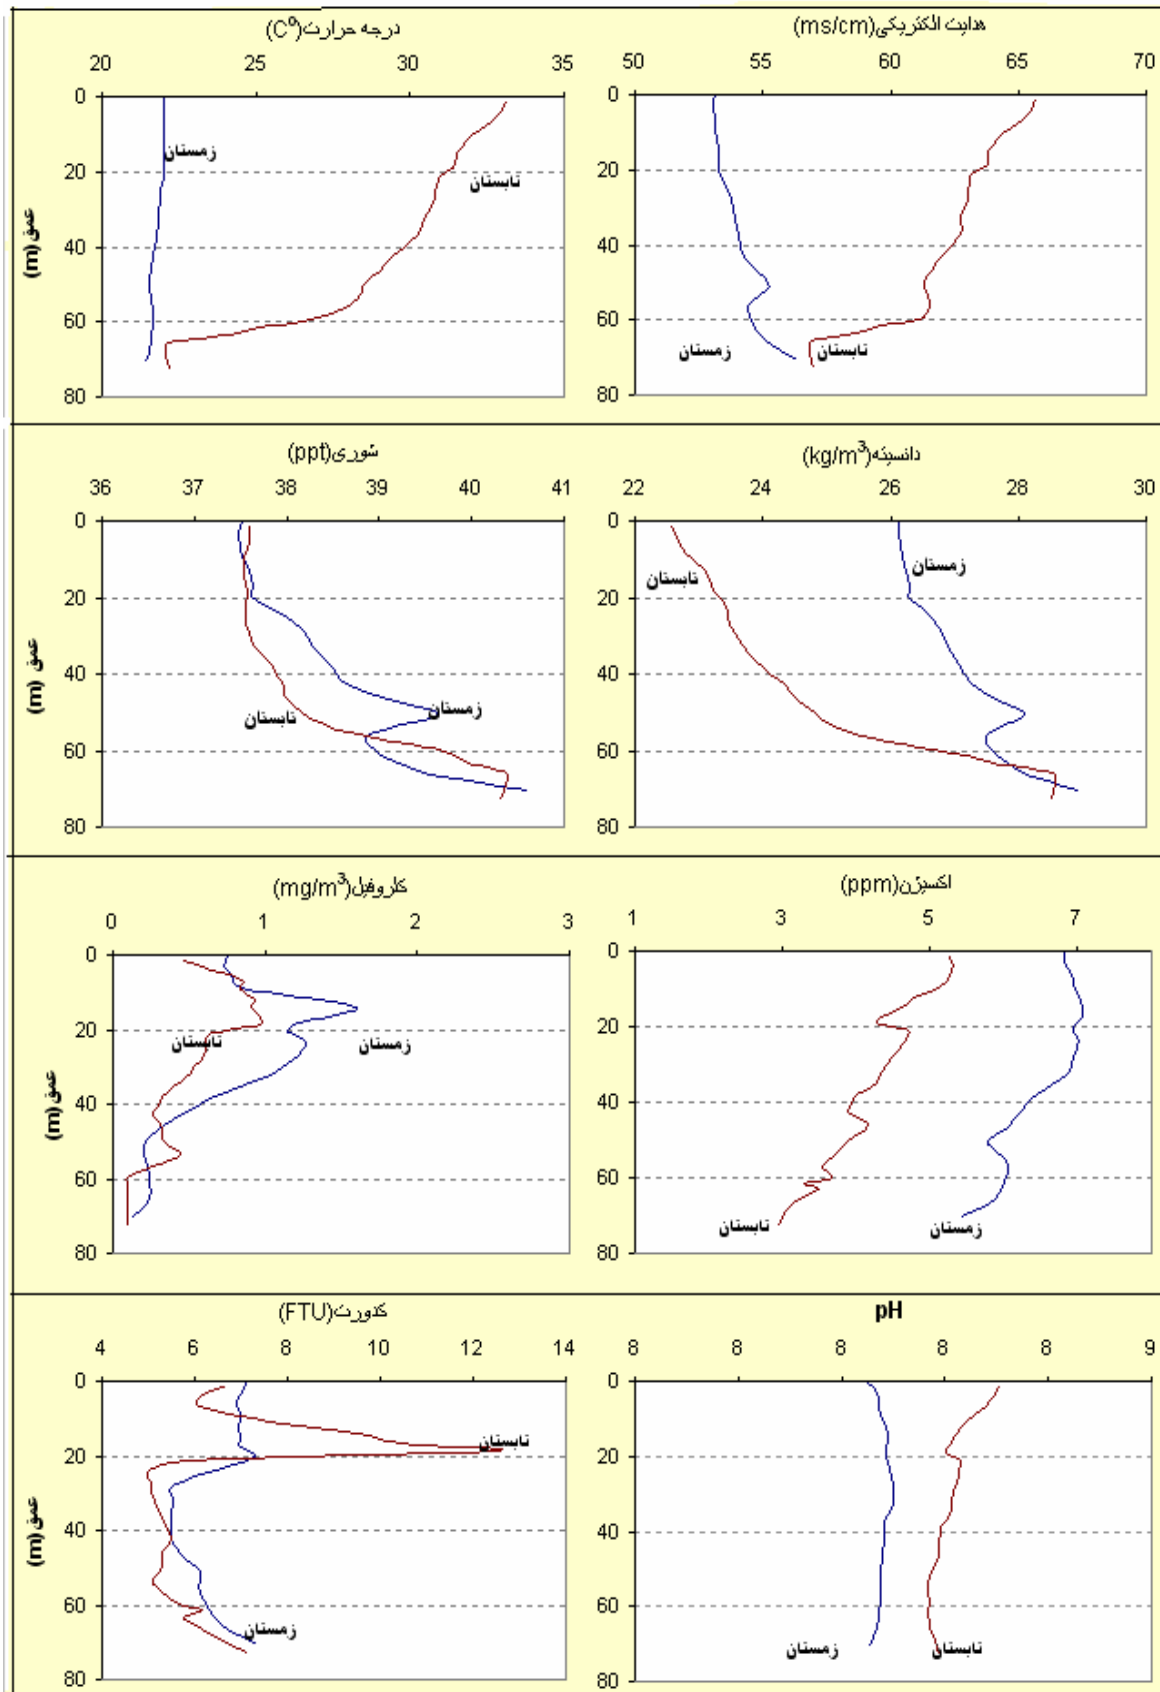 درجه حرارت(C⁰)
20 25 30 35
0
20
40
60
80
عمق (m)
زمستان
تابستان
هدایت الکتریکی(ms/cm)
50 55 60 65 70
0
20
40
60
80
زمستان
تابستان
شوری(ppt)
36 37 38 39 40 41
0
20
40
60
80
عمق (m)
تابستان
زمستان
دانسیته(kg/m³)
22 24 26 28 30
0
20
40
60
80
تابستان
زمستان
کلروفیل(mg/m³)
0 1 2 3
0
20
40
60
80
عمق (m)
تابستان
زمستان
اکسیژن(ppm)
1 3 5 7
0
20
40
60
80
تابستان
زمستان
کدورت(FTU)
4 6 8 10 12 14
0
20
40
60
80
عمق (m)
تابستان
زمستان
pH
8 8 8 8 8 9
0
20
40
60
80
زمستان
تابستان